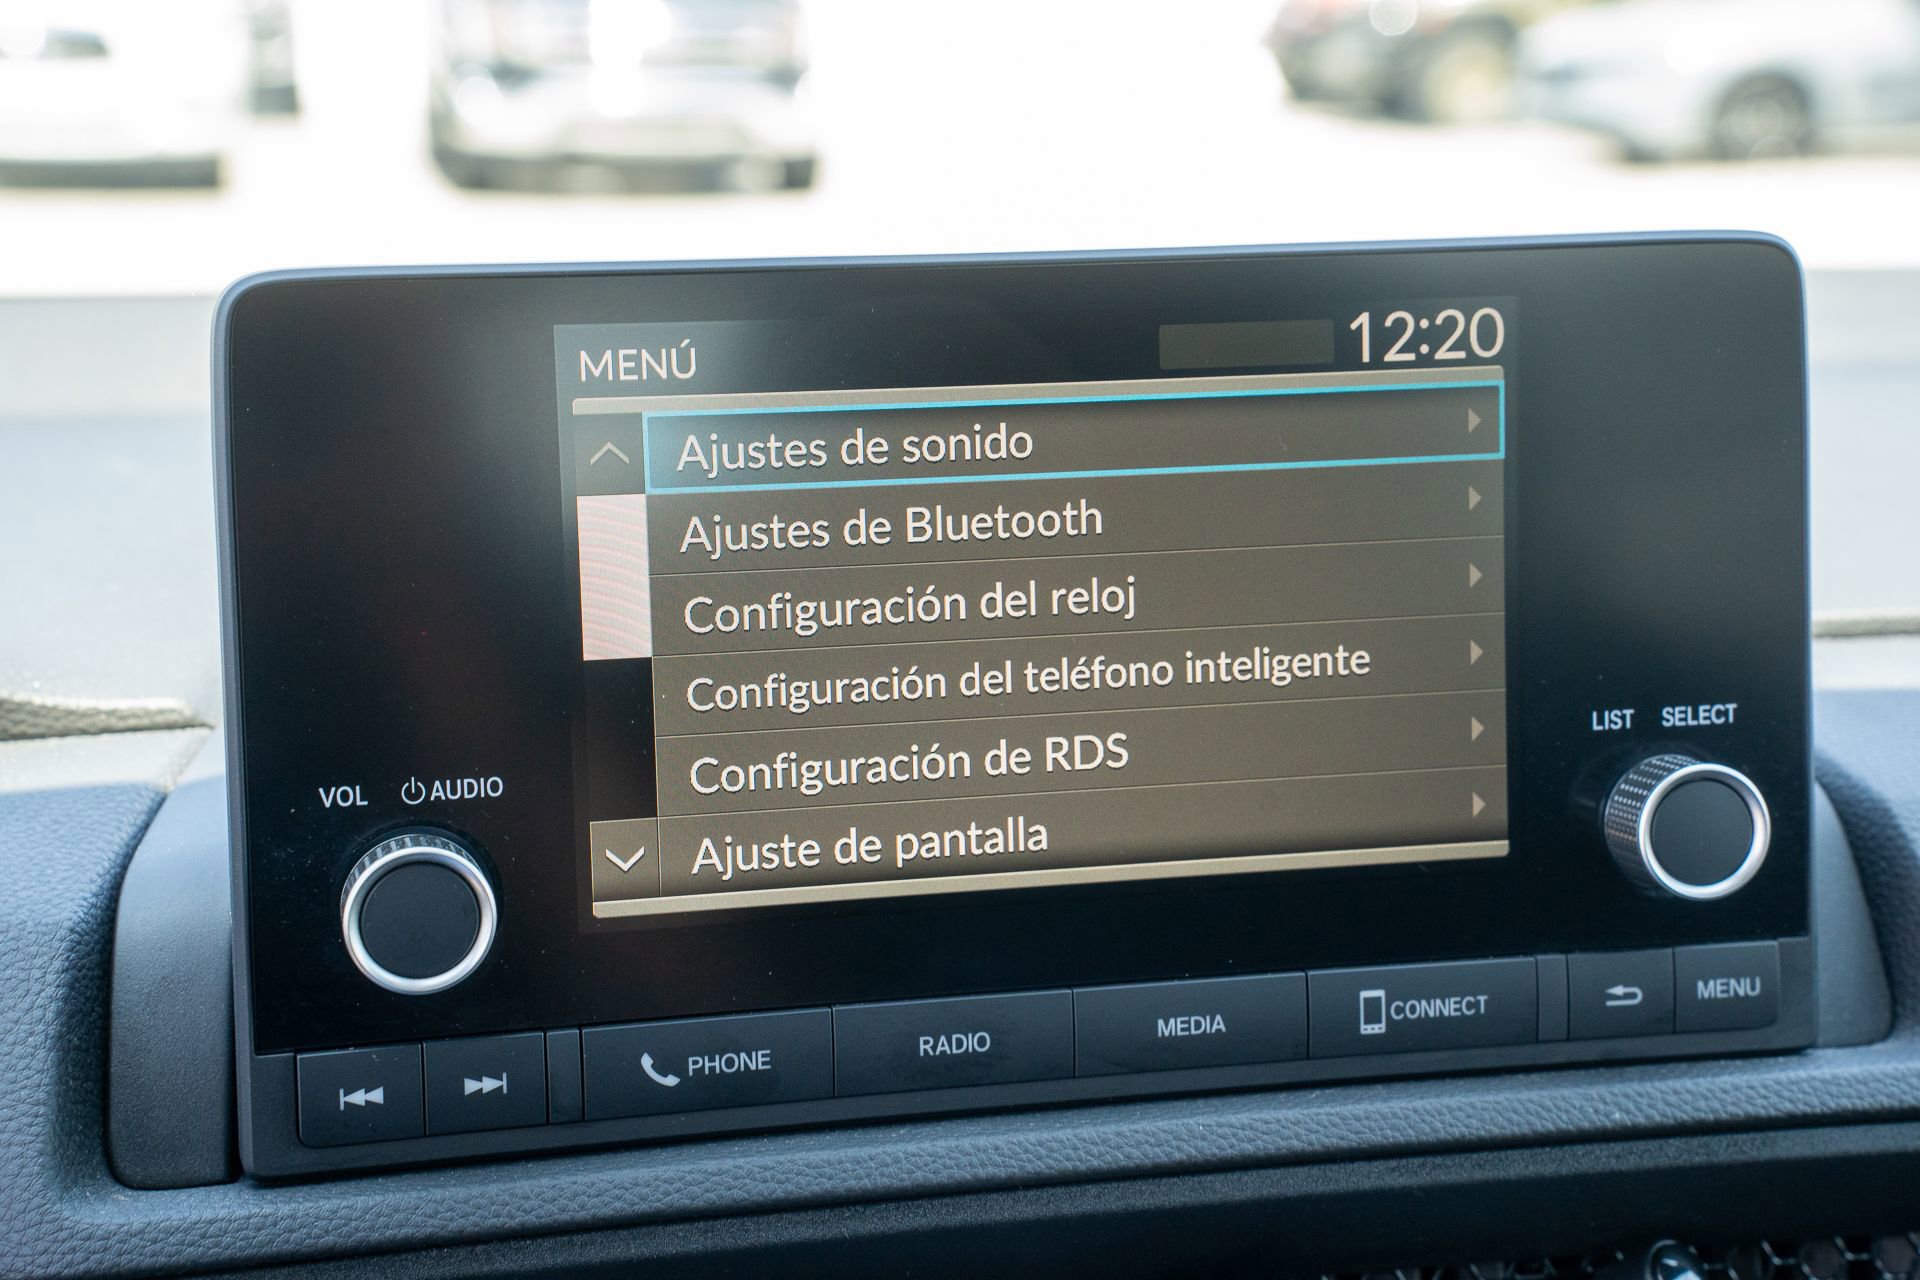 MENÚ 12:20
Ajustes de sonido
Ajustes de Bluetooth
Configuración del reloj
Configuración del teléfono inteligente
Configuración de RDS
Ajuste de pantalla
VOL AUDIO
LIST SELECT
PHONE
RADIO
MEDIA
CONNECT
MENU